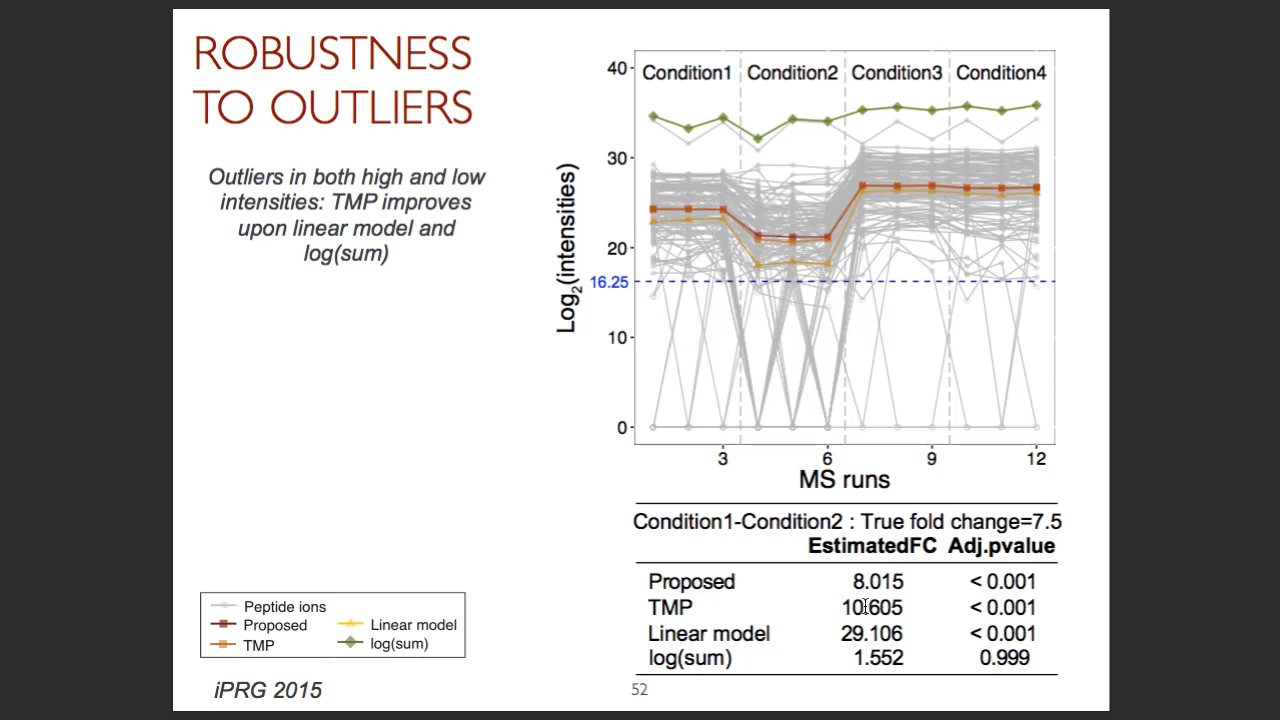 ROBUSTNESS
TO OUTLIERS
Outliers in both high and low
intensities: TMP improves
upon linear model and
log(sum)
40
30
20
16.25
10
0
Log2(intensities)
Condition1 Condition2 Condition3 Condition4
3 6 9 12
MS runs
Condition1-Condition2 : True fold change=7.5
EstimatedFC Adj.pvalue
Proposed 8.015 < 0.001
TMP 10.605 < 0.001
Linear model 29.106 < 0.001
log(sum) 1.552 0.999
Peptide ions
Proposed Linear model
TMP log(sum)
iPRG 2015
52